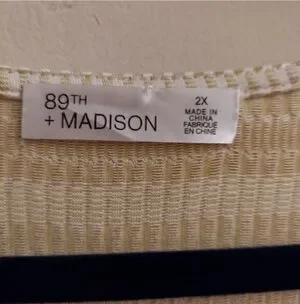 89TH
+ MADISON
2X
MADE IN
CHINA
FABRIQUÉ
EN CHINE